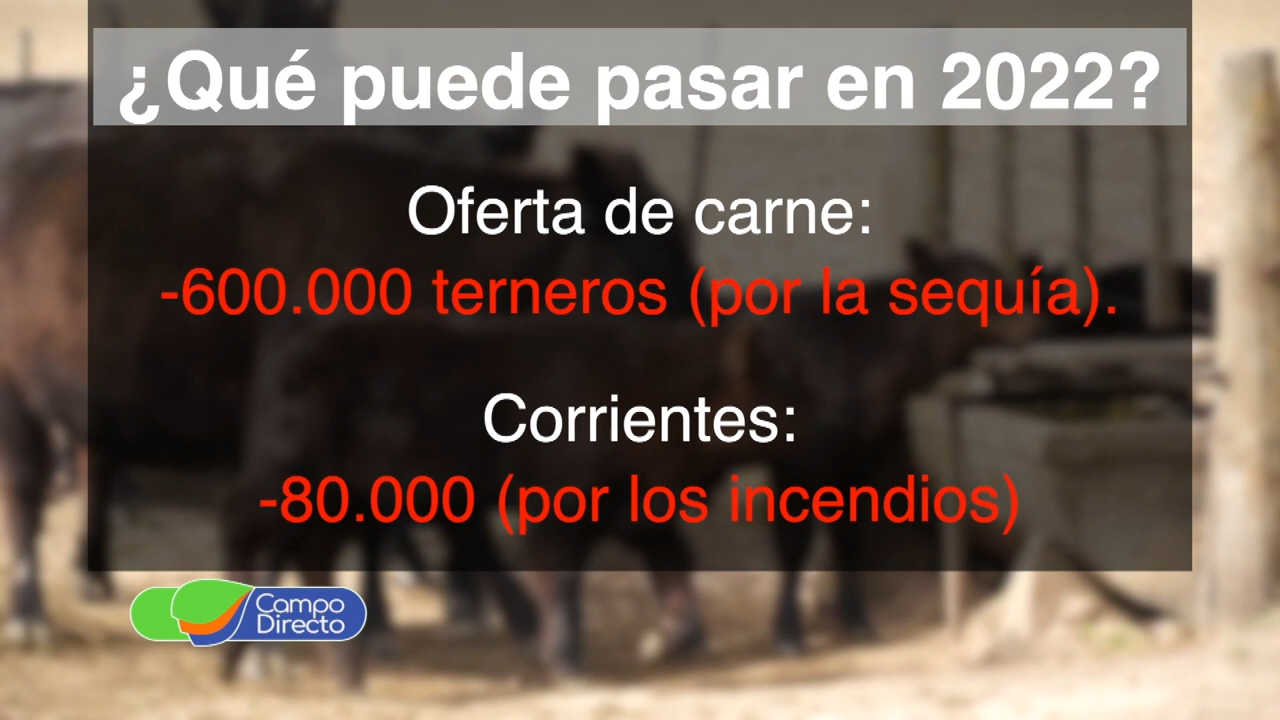 ¿Qué puede pasar en 2022?
Oferta de carne:
-600.000 terneros (por la sequía).
Corrientes:
-80.000 (por los incendios)
Campo
Directo